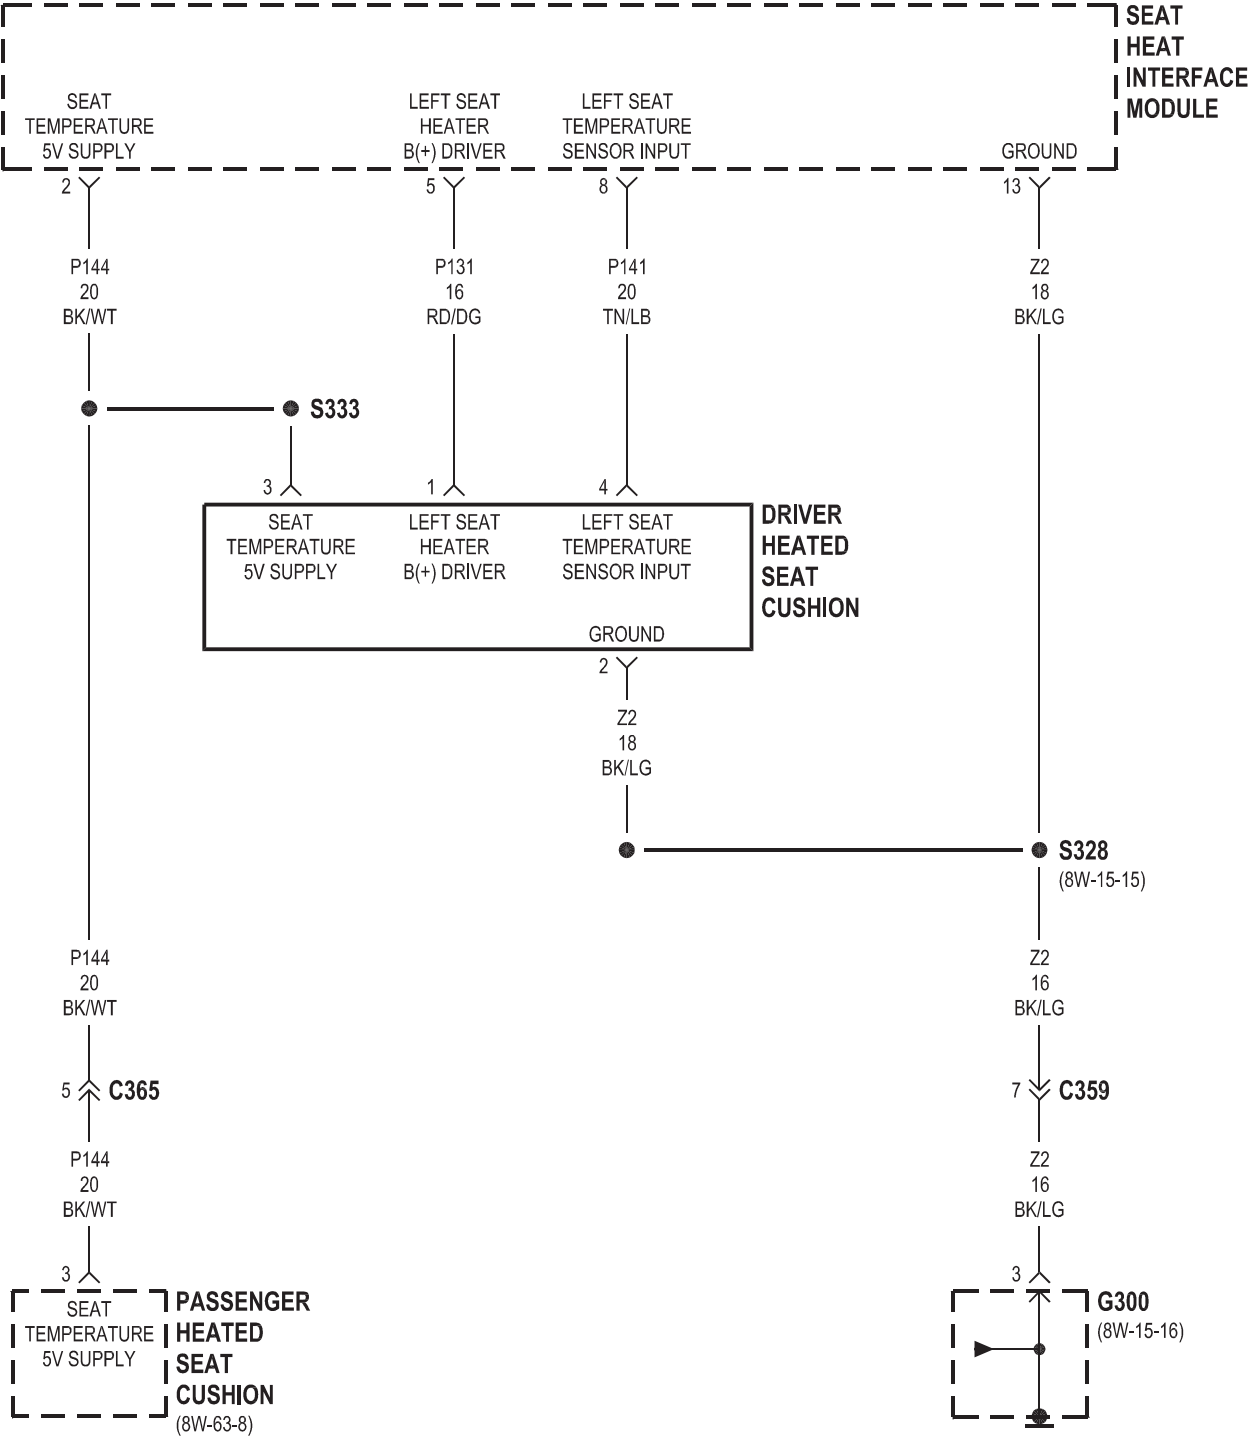 SEAT
HEAT
INTERFACE
MODULE
SEAT
TEMPERATURE
5V SUPPLY
LEFT SEAT
HEATER
B(+) DRIVER
LEFT SEAT
TEMPERATURE
SENSOR INPUT
GROUND
2
5
8
13
P144
20
BK/WT
P131
16
RD/DG
P141
20
TN/LB
Z2
18
BK/LG
S333
3
1
4
SEAT
TEMPERATURE
5V SUPPLY
LEFT SEAT
HEATER
B(+) DRIVER
LEFT SEAT
TEMPERATURE
SENSOR INPUT
GROUND
DRIVER
HEATED
SEAT
CUSHION
2
Z2
18
BK/LG
S328
(8W-15-15)
P144
20
BK/WT
Z2
16
BK/LG
5
C365
7
C359
P144
20
BK/WT
Z2
16
BK/LG
3
3
SEAT
TEMPERATURE
5V SUPPLY
PASSENGER
HEATED
SEAT
CUSHION
(8W-63-8)
G300
(8W-15-16)